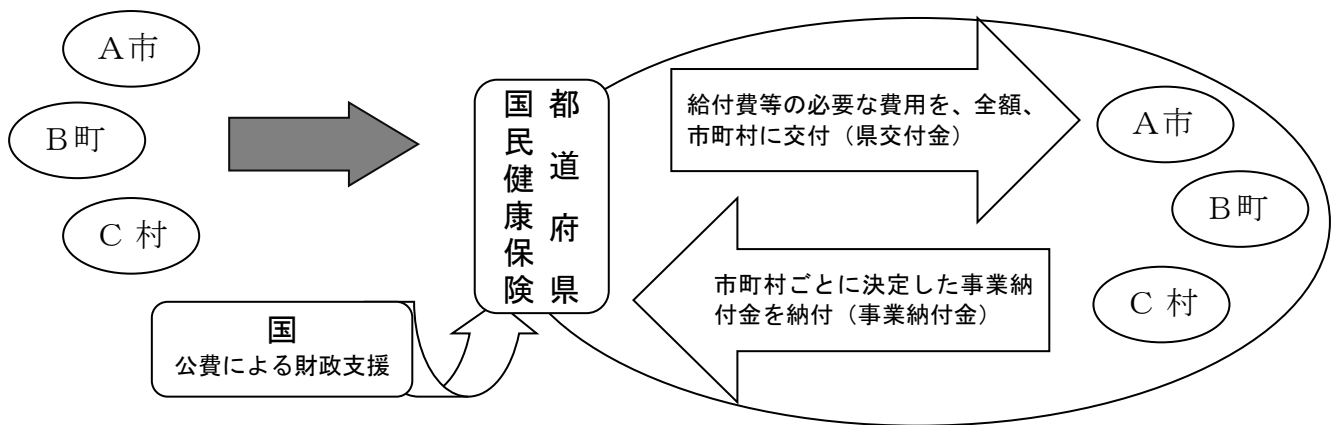 A市
B町
C 村
国
公費による財政支援
都道府県
国民健康保険
給付費等の必要な費用を、全額、
市町村に交付（県交付金）
市町村ごとに決定した事業納
付金を納付（事業納付金）
A市
B町
C 村